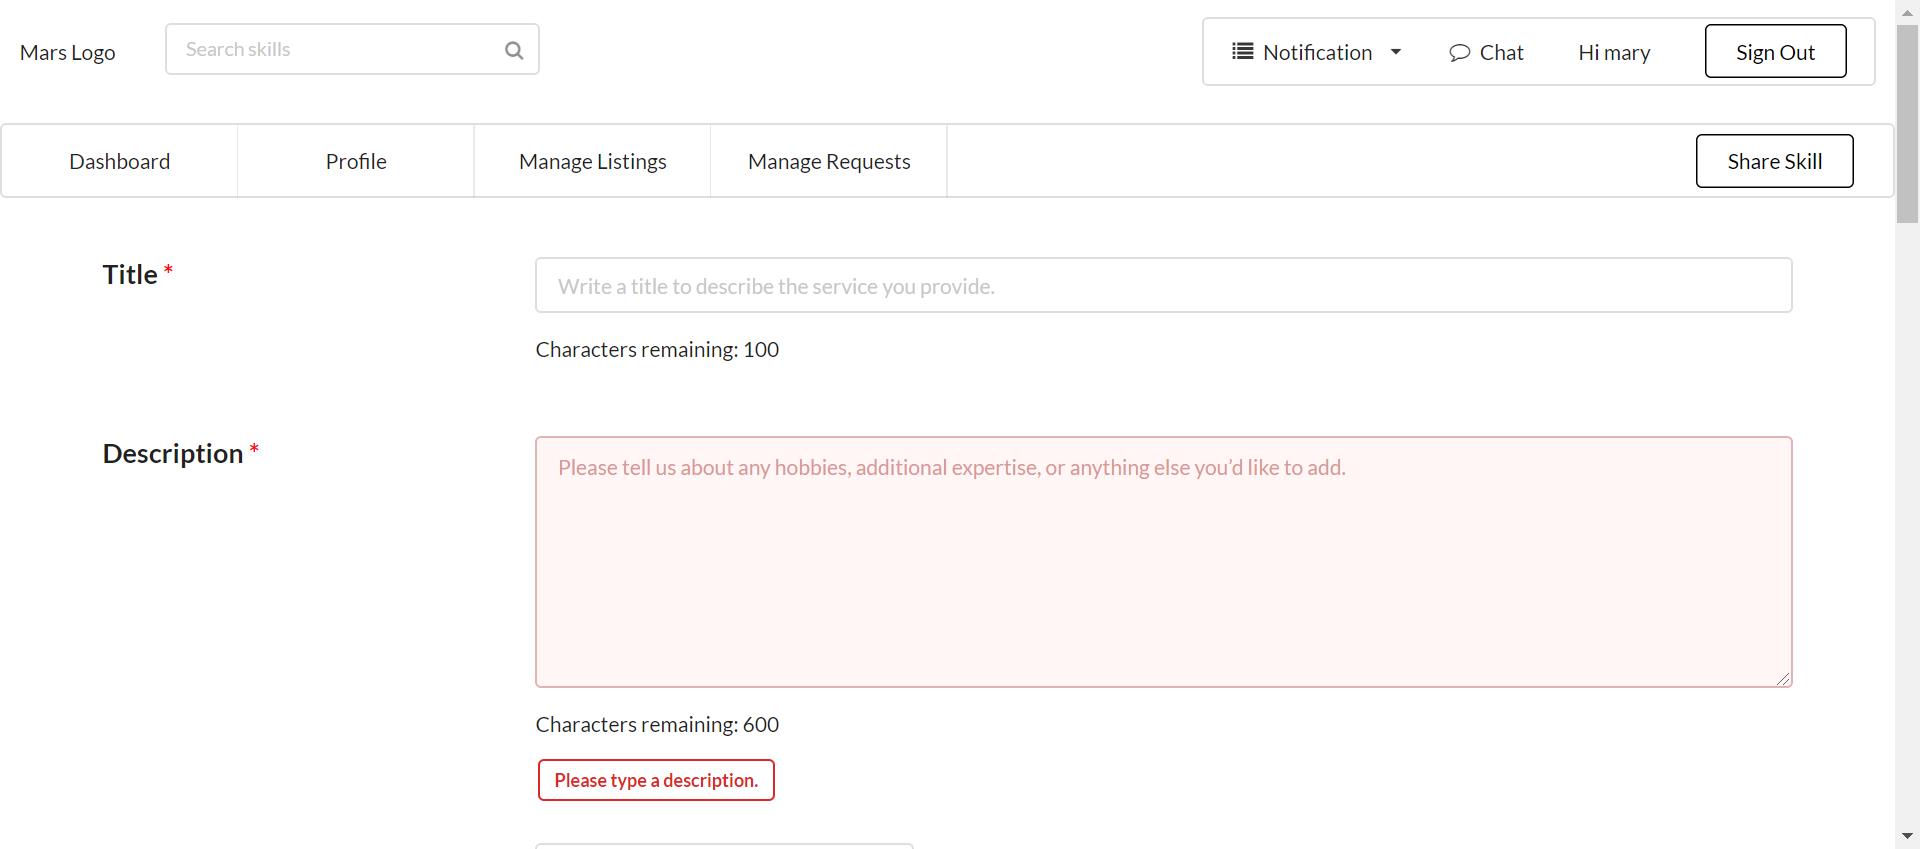 Mars Logo
Search skills
Notification
Chat
Hi mary
Sign Out
Dashboard
Profile
Manage Listings
Manage Requests
Share Skill
Title *
Write a title to describe the service you provide.
Characters remaining: 100
Description *
Please tell us about any hobbies, additional expertise, or anything else you’d like to add.
Characters remaining: 600
Please type a description.